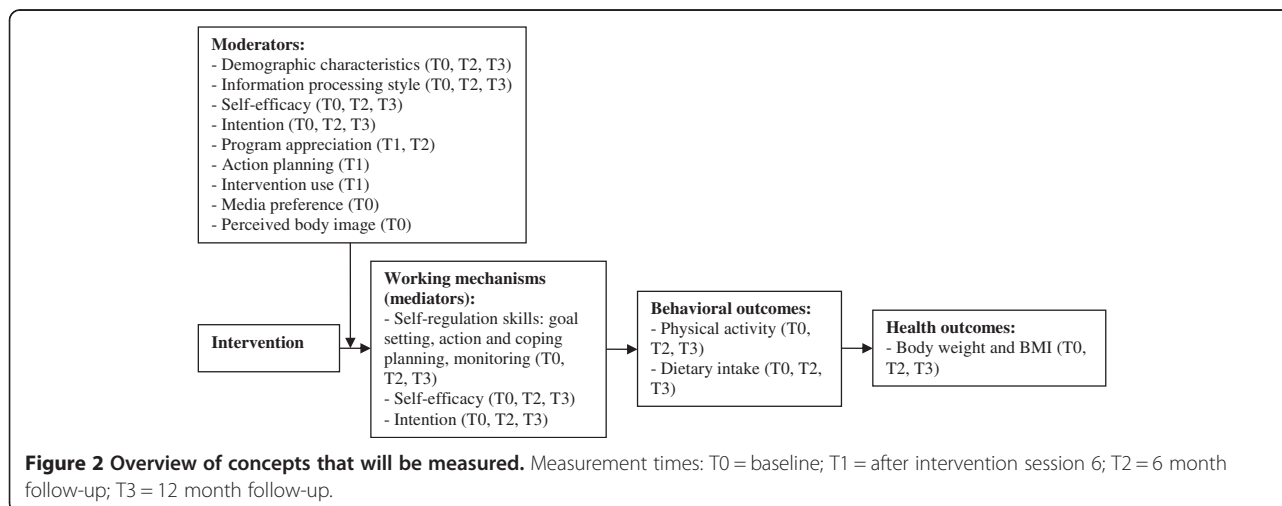 Moderators:
- Demographic characteristics (T0, T2, T3)
- Information processing style (T0, T2, T3)
- Self-efficacy (T0, T2, T3)
- Intention (T0, T2, T3)
- Program appreciation (T1, T2)
- Action planning (T1)
- Intervention use (T1)
- Media preference (T0)
- Perceived body image (T0)
Intervention
Working mechanisms
(mediators):
- Self-regulation skills: goal
setting, action and coping
planning, monitoring (T0,
T2, T3)
- Self-efficacy (T0, T2, T3)
- Intention (T0, T2, T3)
Behavioral outcomes:
- Physical activity (T0,
T2, T3)
- Dietary intake (T0, T2,
T3)
Health outcomes:
- Body weight and BMI (T0,
T2, T3)
Figure 2 Overview of concepts that will be measured. Measurement times: T0 = baseline; T1 = after intervention session 6; T2 = 6 month
follow-up; T3 = 12 month follow-up.